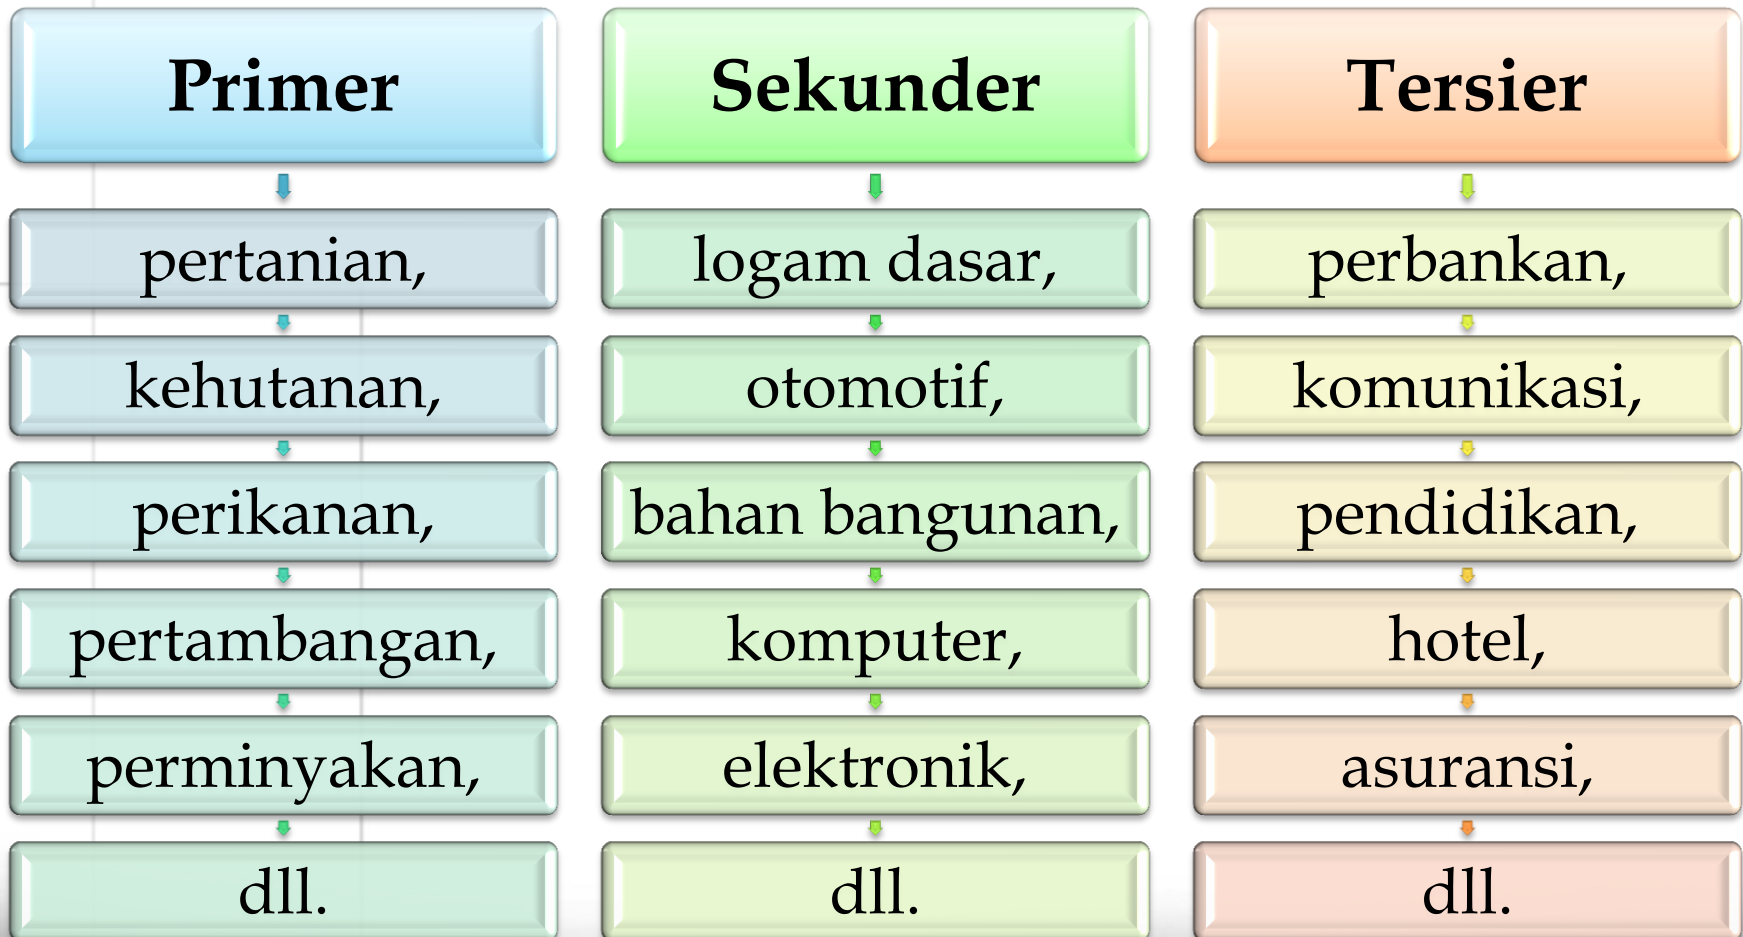 Primer
pertanian,
kehutanan,
perikanan,
pertambangan,
perminyakan,
dll.
Sekunder
logam dasar,
otomotif,
bahan bangunan,
komputer,
elektronik,
dll.
Tersier
perbankan,
komunikasi,
pendidikan,
hotel,
asuransi,
dll.